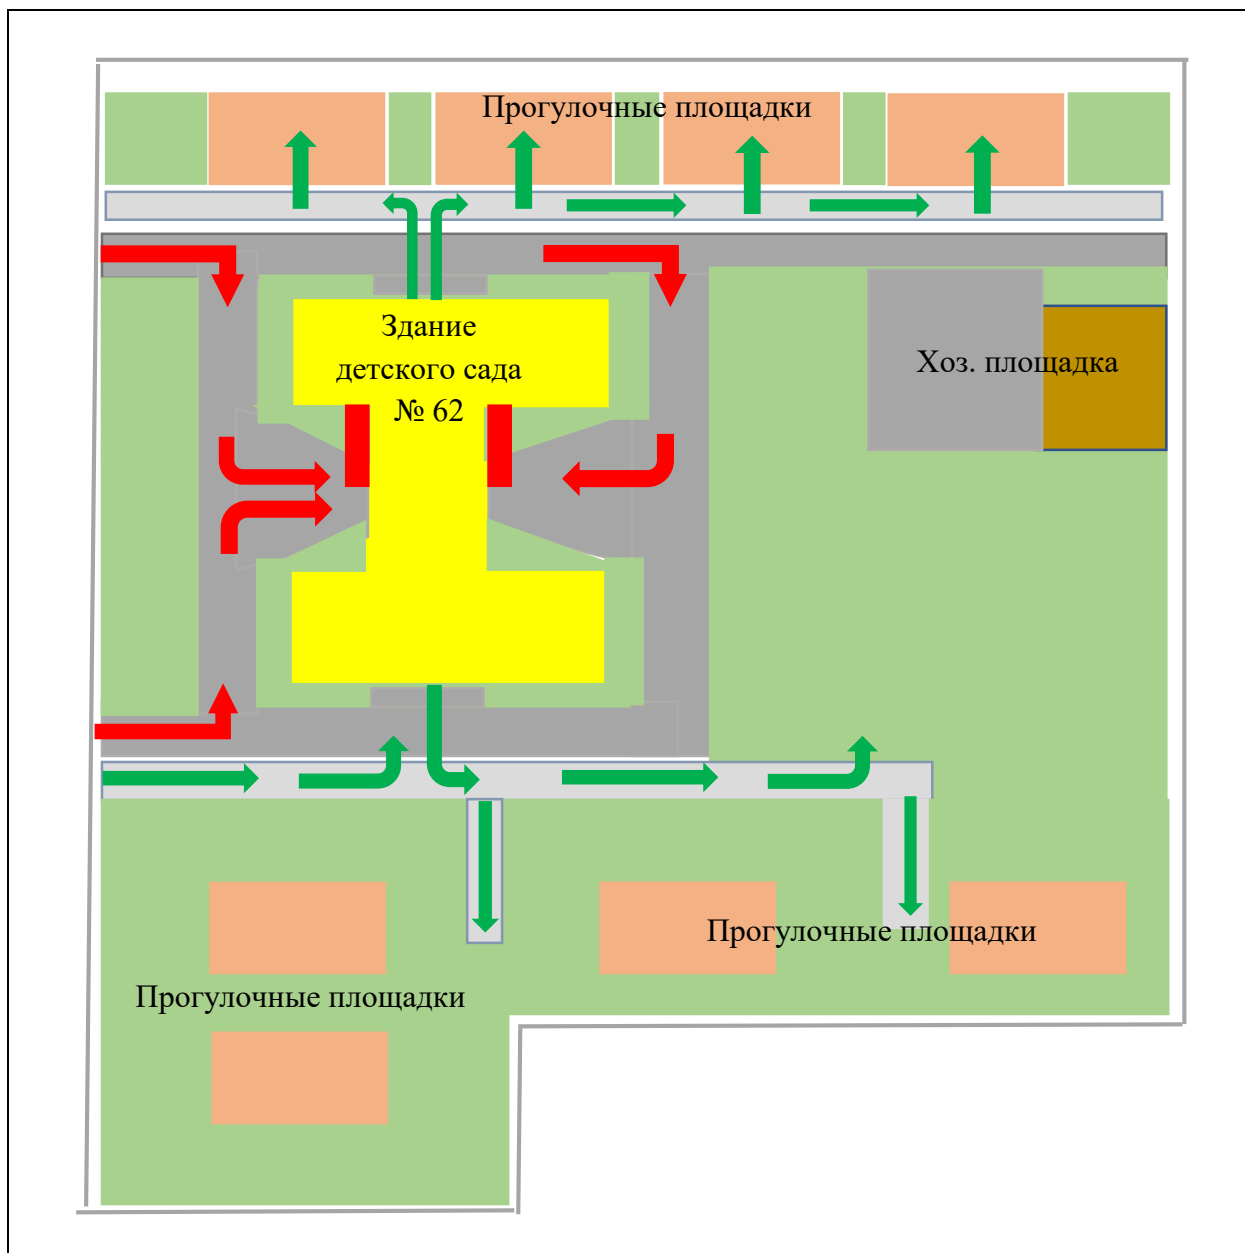 Прогулочные площадки
Здание
детского сада
№ 62
Хоз. площадка
Прогулочные площадки
Прогулочные площадки